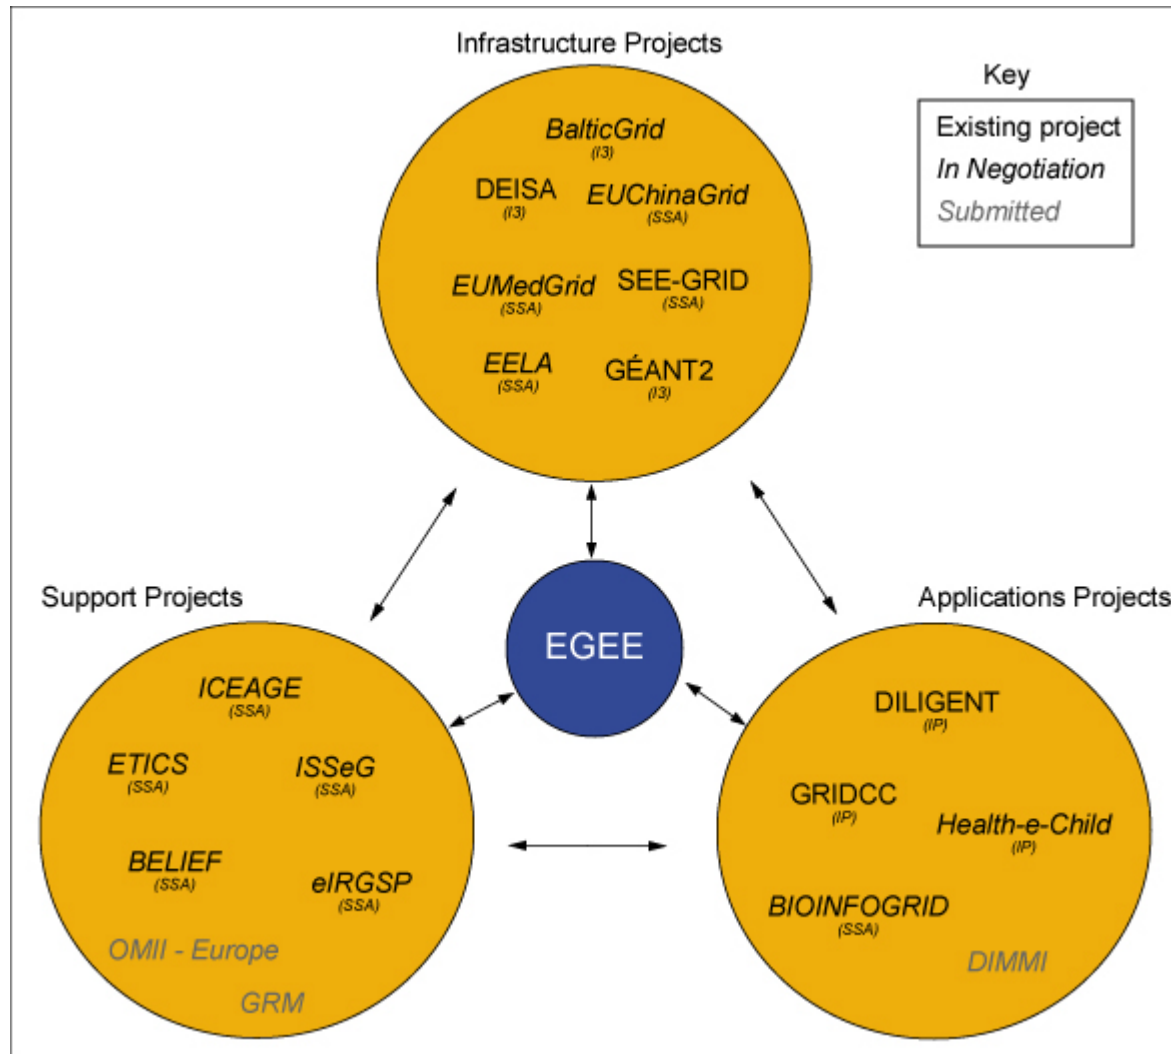 Infrastructure Projects
Key
Existing project
In Negotiation
Submitted
BalticGrid
(I3)
DEISA
(I3)
EUChinaGrid
(SSA)
EUMedGrid
(SSA)
SEE-GRID
(SSA)
EELA
(SSA)
GÉANT2
(I3)
Support Projects
Applications Projects
EGEE
ICEAGE
(SSA)
ETICS
(SSA)
ISSeG
(SSA)
BELIEF
(SSA)
eIRGSP
(SSA)
OMII - Europe
GRM
DILIGENT
(IP)
GRIDCC
(IP)
Health-e-Child
(IP)
BIOINFOGRID
(SSA)
DIMMI